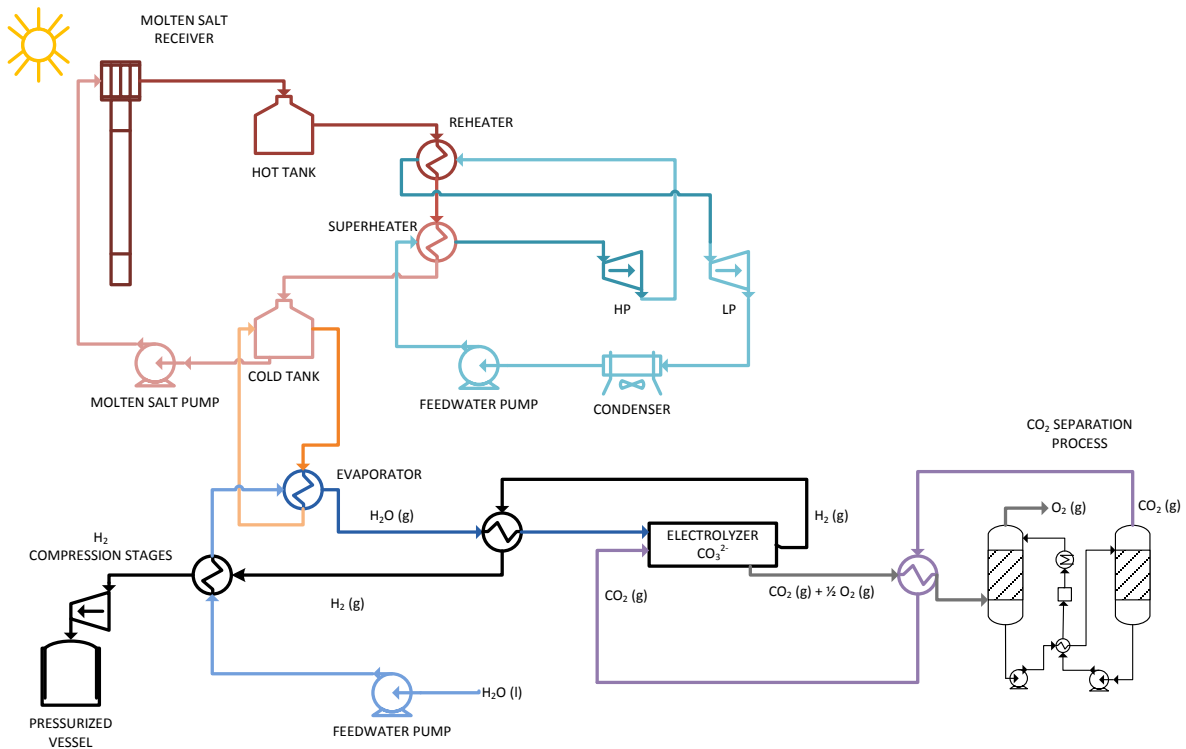 MOLTEN SALT
RECEIVER
HOT TANK
REHEATER
SUPERHEATER
HP
LP
COLD TANK
MOLTEN SALT PUMP
FEEDWATER PUMP
CONDENSER
CO₂ SEPARATION
PROCESS
EVAPORATOR
H₂O (g)
H₂ (g)
O₂ (g)
CO₂ (g)
ELECTROLYZER
CO₃²⁻
H₂
COMPRESSION STAGES
H₂ (g)
CO₂ (g)
CO₂ (g) + ½ O₂ (g)
H₂O (l)
PRESSURIZED
VESSEL
FEEDWATER PUMP